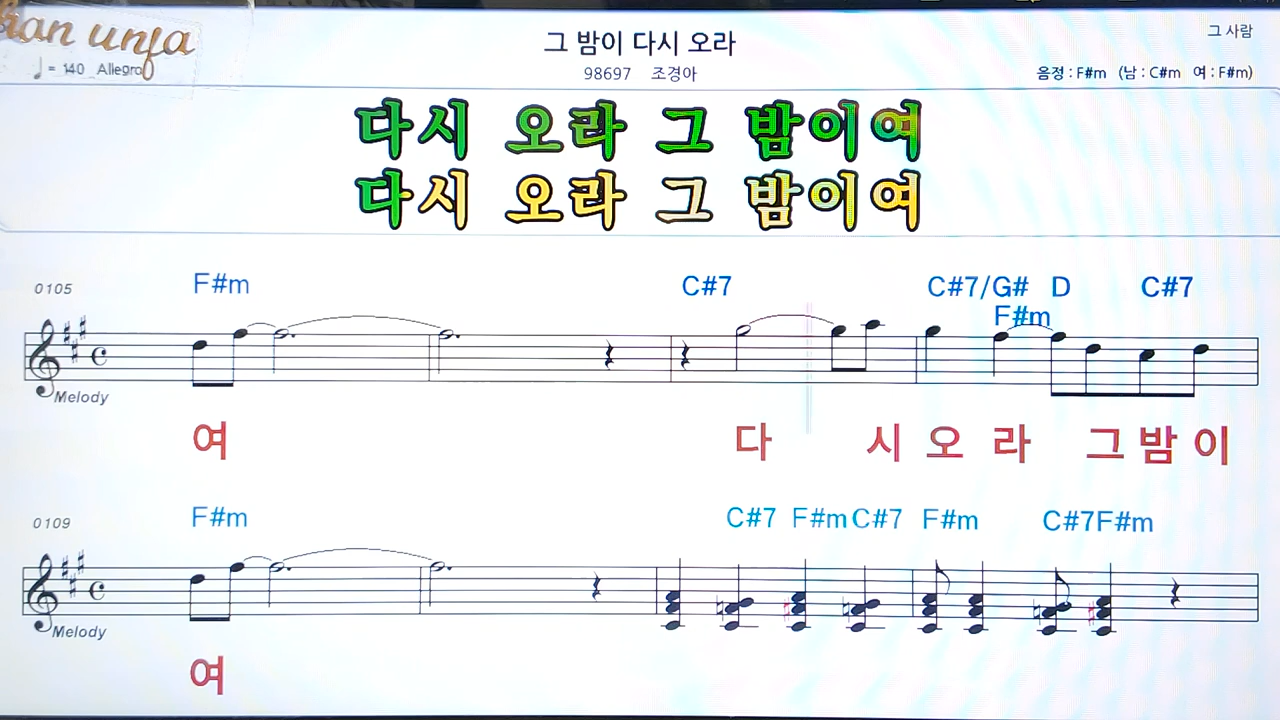 그 밤이 다시 오라
그 사람
♩= 140 Allegro
98697 조경아
음정 : F#m (남 : C#m 여 : F#m)
다시 오라 그 밤이여
다시 오라 그 밤이여
0105 F#m C#7 C#7/G# D C#7
F#m
Melody
여 다 시 오 라 그 밤 이
0109 F#m C#7 F#m C#7 F#m C#7 F#m
Melody
여